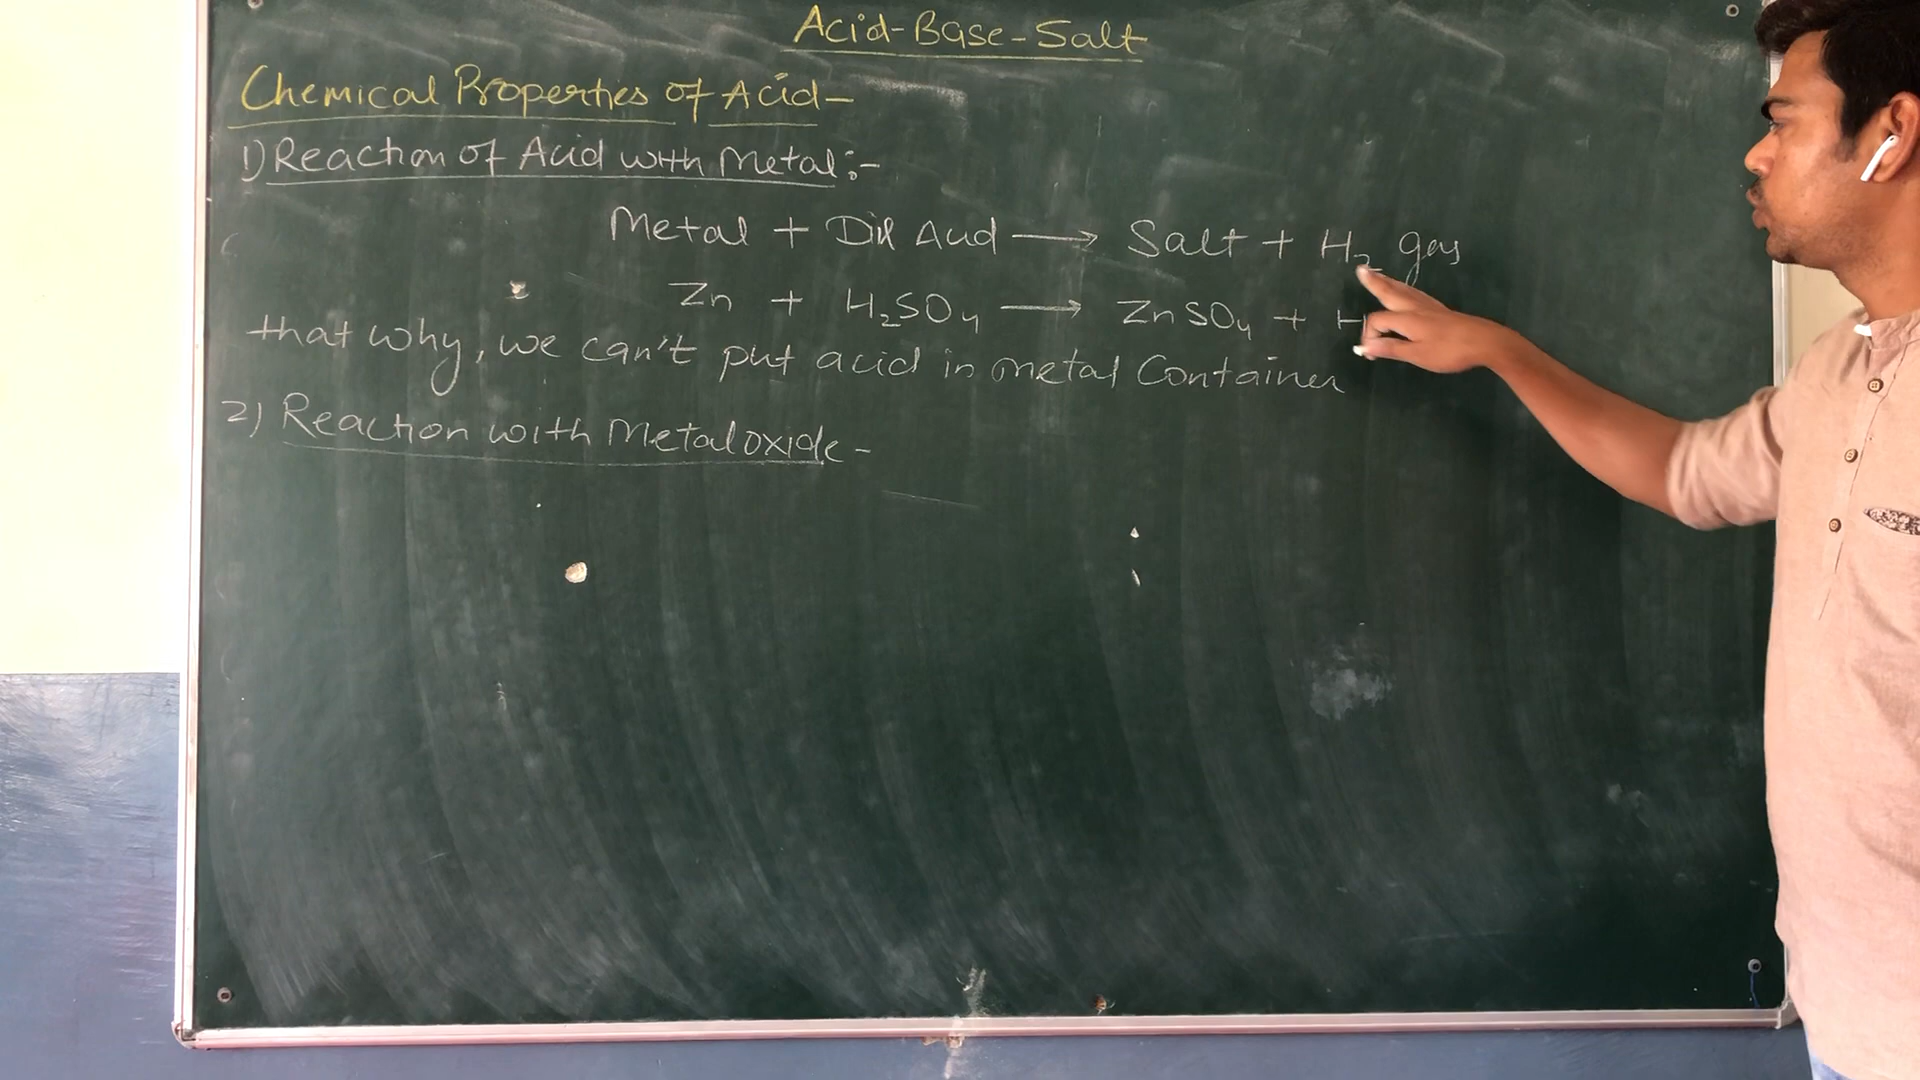 Acid-Base-Salt
Chemical Properties of Acid-
1) Reaction of Acid with Metal:-
Metal + Dil Acid → Salt + H₂ gas
Zn + H₂SO₄ → ZnSO₄ + H
that why, we can't put acid in metal Container
2) Reaction with Metal oxide-